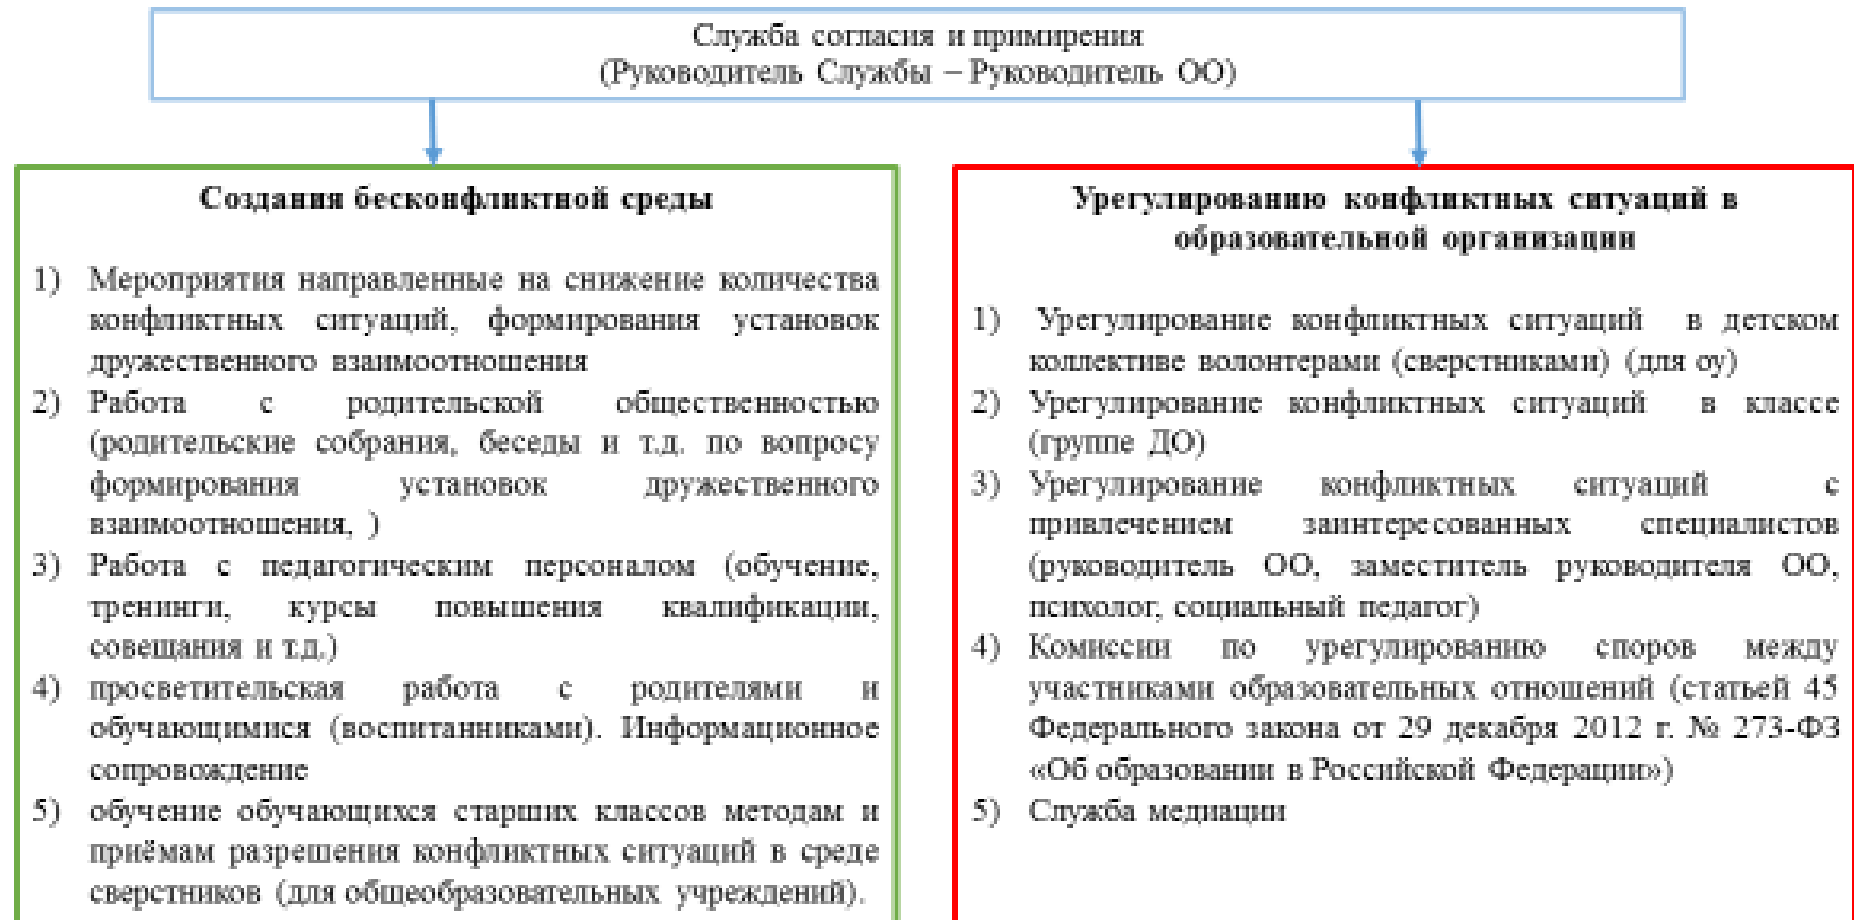 Служба согласия и примирения
(Руководитель Службы – Руководитель ОО)
Создания бесконфликтной среды
1) Мероприятия направленные на снижение количества
конфликтных ситуаций, формирования установок
дружественного взаимоотношения
2) Работа с родительской общественностью
(родительские собрания, беседы и т.д. по вопросу
формирования установок дружественного
взаимоотношения, )
3) Работа с педагогическим персоналом (обучение,
тренинги, курсы повышения квалификации,
совещания и т.д.)
4) просветительская работа с родителями и
обучающимися (воспитанниками). Информационное
сопровождение
5) обучение обучающихся старших классов методам и
приёмам разрешения конфликтных ситуаций в среде
сверстников (для общеобразовательных учреждений).
Урегулированию конфликтных ситуаций в
образовательной организации
1) Урегулирование конфликтных ситуаций в детском
коллективе волонтерами (сверстниками) (для оу)
2) Урегулирование конфликтных ситуаций в классе
(группе ДО)
3) Урегулирование конфликтных ситуаций с
привлечением заинтересованных специалистов
(руководитель ОО, заместитель руководителя ОО,
психолог, социальный педагог)
4) Комиссии по урегулированию споров между
участниками образовательных отношений (статьей 45
Федерального закона от 29 декабря 2012 г. № 273-ФЗ
«Об образовании в Российской Федерации»)
5) Служба медиации